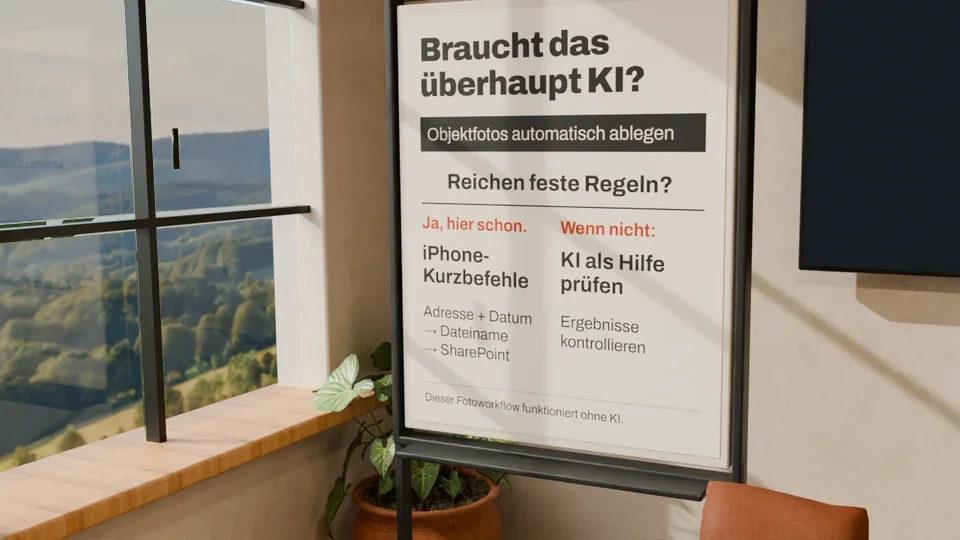 Braucht das
überhaupt KI?
Objektfotos automatisch ablegen
Reichen feste Regeln?
Ja, hier schon.
iPhone-
Kurzbefehle
Adresse + Datum
→ Dateiname
→ SharePoint
Wenn nicht:
KI als Hilfe
prüfen
Ergebnisse
kontrollieren
Dieser Fotoworkflow funktioniert ohne KI.